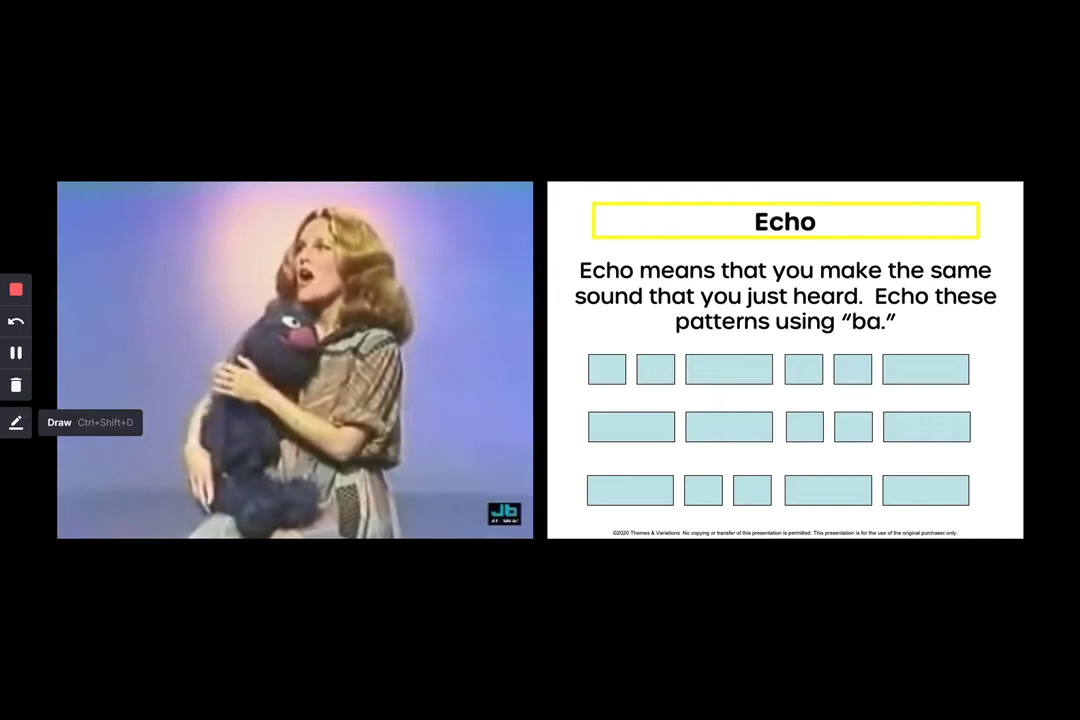 Echo
Echo means that you make the same
sound that you just heard. Echo these
patterns using “ba.”
Draw Ctrl+Shift+D
Jb
©2020 Themes & Variations No copying or transfer of this presentation is permitted. This presentation is for the use of the original purchaser only.